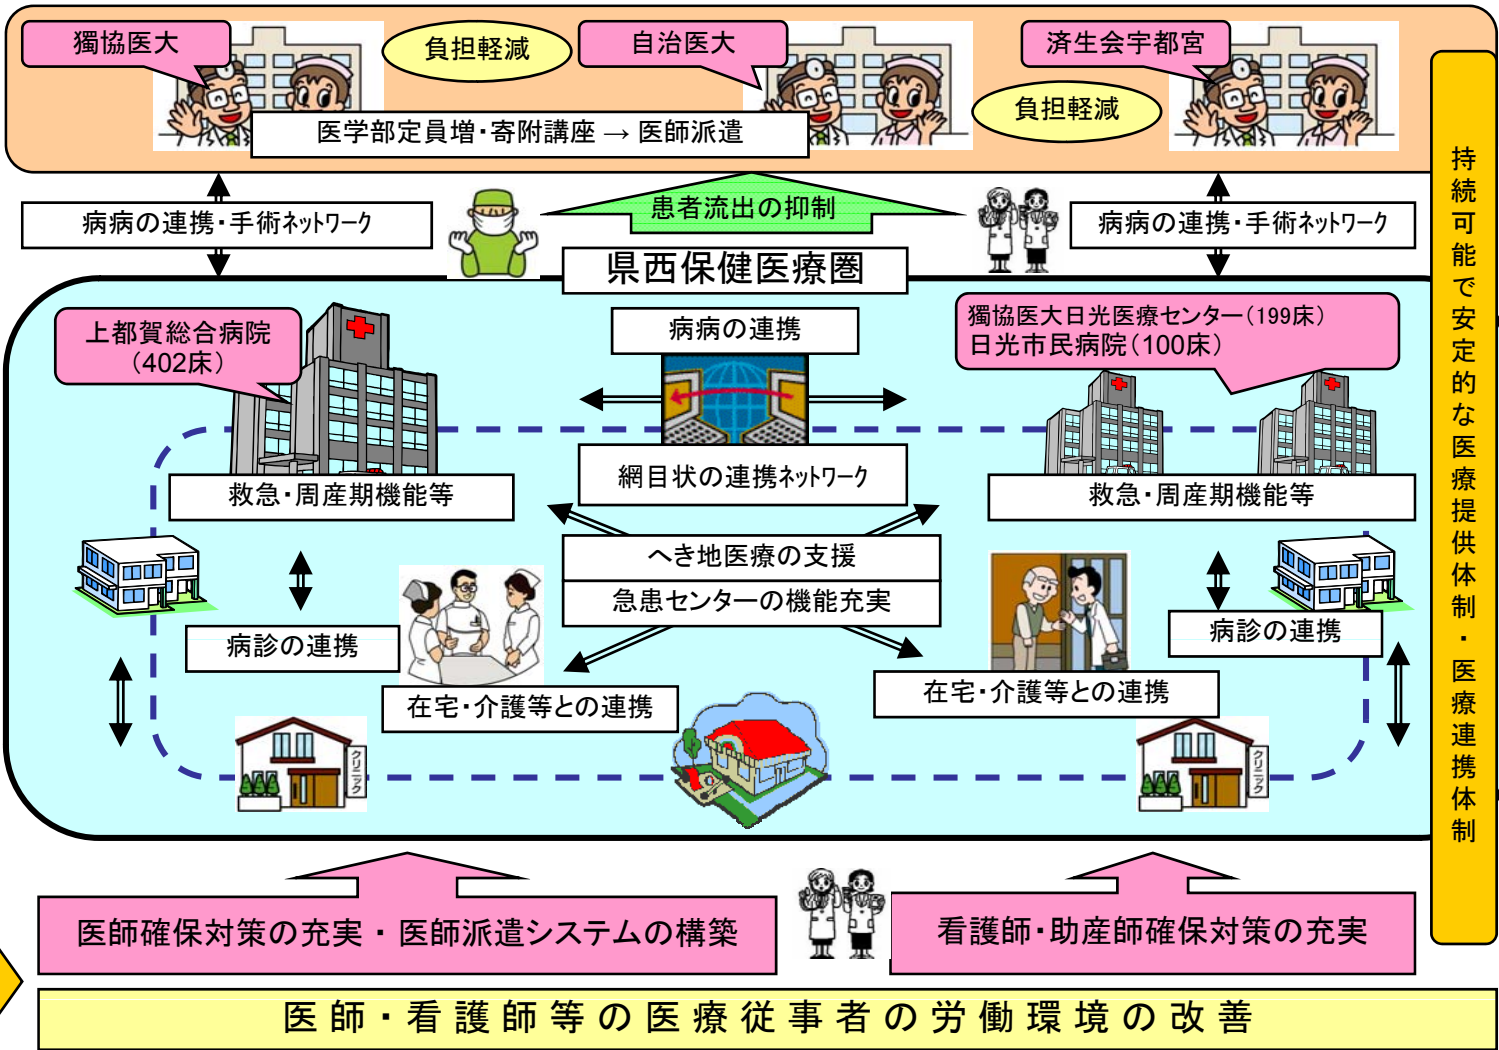 獨協医大
負担軽減
自治医大
済生会宇都宮
負担軽減
医学部定員増・寄附講座 → 医師派遣
病病の連携・手術ネットワーク
患者流出の抑制
病病の連携・手術ネットワーク
県西保健医療圏
上都賀総合病院
(402床)
病病の連携
獨協医大日光医療センター(199床)
日光市民病院(100床)
網目状の連携ネットワーク
救急・周産期機能等
救急・周産期機能等
へき地医療の支援
急患センターの機能充実
病診の連携
病診の連携
在宅・介護等との連携
在宅・介護等との連携
クリニック
クリニック
持続可能で安定的な医療提供体制・医療連携体制
医師確保対策の充実・医師派遣システムの構築
看護師・助産師確保対策の充実
医師・看護師等の医療従事者の労働環境の改善